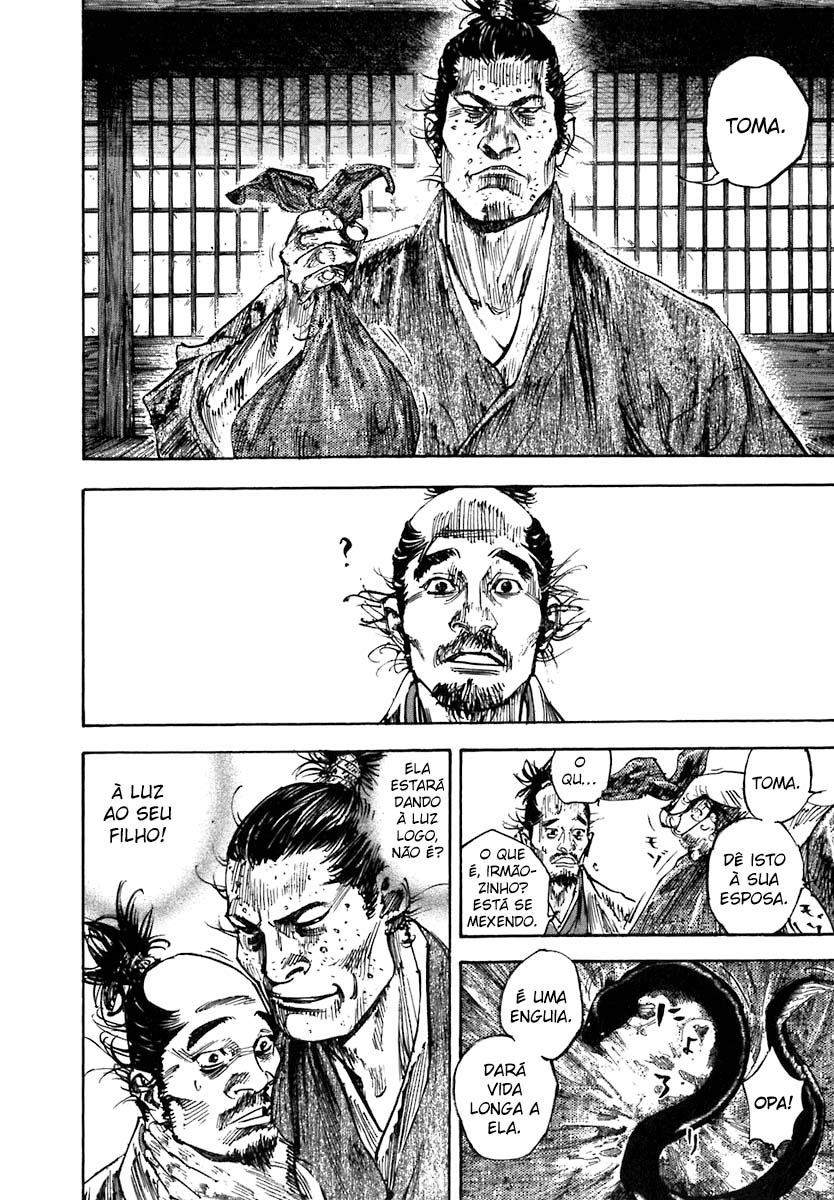 TOMA.
?
TOMA.
DÊ ISTO
À SUA
ESPOSA.
O
QU...
O QUE
É, IRMÃO-
ZINHO?
ESTÁ SE
MEXENDO.
OPA!
É UMA
ENGUIA.
DARÁ
VIDA
LONGA A
ELA.
ELA
ESTARÁ
DANDO
À LUZ
LOGO,
NÃO É?
À LUZ
AO SEU
FILHO!